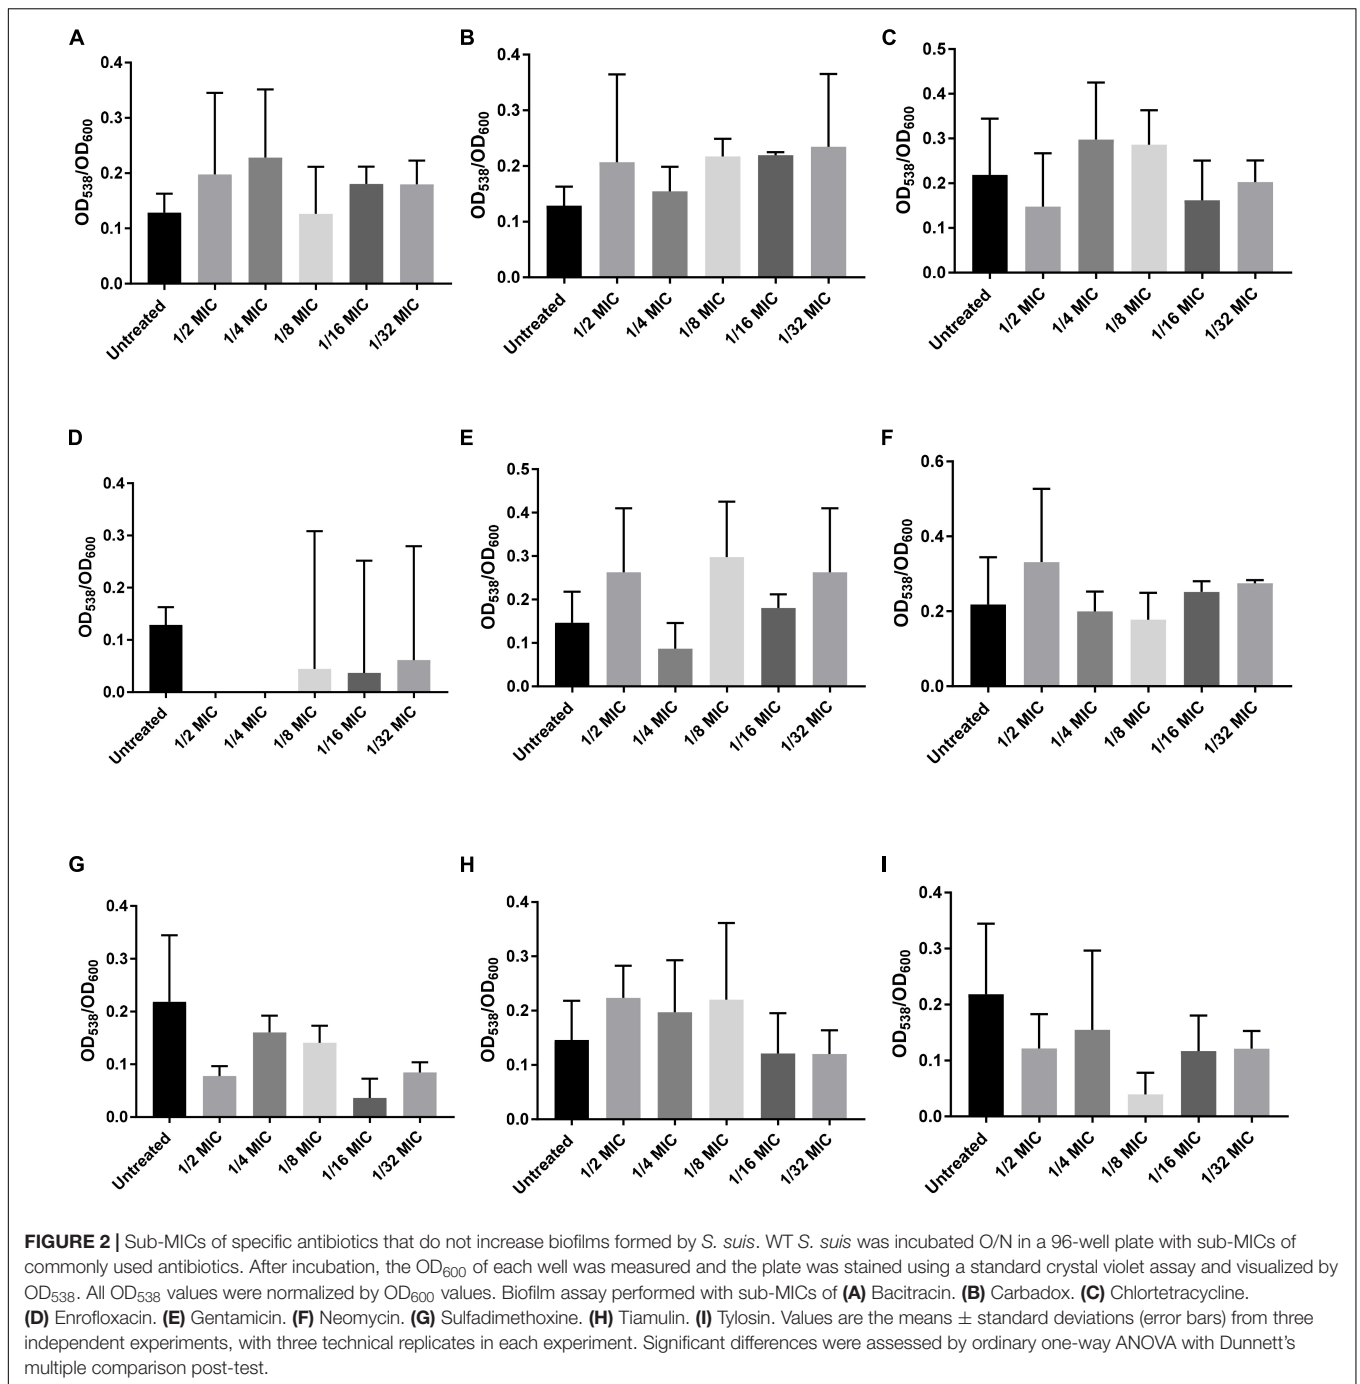 A
0.4
0.3
0.2
0.1
0.0
OD538/OD600
Untreated
1/2 MIC
1/4 MIC
1/8 MIC
1/16 MIC
1/32 MIC
B
0.4
0.3
0.2
0.1
0.0
OD538/OD600
Untreated
1/2 MIC
1/4 MIC
1/8 MIC
1/16 MIC
1/32 MIC
C
0.5
0.4
0.3
0.2
0.1
0.0
OD538/OD600
Untreated
1/2 MIC
1/4 MIC
1/8 MIC
1/16 MIC
1/32 MIC
D
0.4
0.3
0.2
0.1
0.0
OD538/OD600
Untreated
1/2 MIC
1/4 MIC
1/8 MIC
1/16 MIC
1/32 MIC
E
0.5
0.4
0.3
0.2
0.1
0.0
OD538/OD600
Untreated
1/2 MIC
1/4 MIC
1/8 MIC
1/16 MIC
1/32 MIC
F
0.6
0.4
0.2
0.0
OD538/OD600
Untreated
1/2 MIC
1/4 MIC
1/8 MIC
1/16 MIC
1/32 MIC
G
0.4
0.3
0.2
0.1
0.0
OD538/OD600
Untreated
1/2 MIC
1/4 MIC
1/8 MIC
1/16 MIC
1/32 MIC
H
0.4
0.3
0.2
0.1
0.0
OD538/OD600
Untreated
1/2 MIC
1/4 MIC
1/8 MIC
1/16 MIC
1/32 MIC
I
0.4
0.3
0.2
0.1
0.0
OD538/OD600
Untreated
1/2 MIC
1/4 MIC
1/8 MIC
1/16 MIC
1/32 MIC
FIGURE 2 | Sub-MICs of specific antibiotics that do not increase biofilms formed by S. suis. WT S. suis was incubated O/N in a 96-well plate with sub-MICs of
commonly used antibiotics. After incubation, the OD600 of each well was measured and the plate was stained using a standard crystal violet assay and visualized by
OD538. All OD538 values were normalized by OD600 values. Biofilm assay performed with sub-MICs of (A) Bacitracin. (B) Carbadox. (C) Chlortetracycline.
(D) Enrofloxacin. (E) Gentamicin. (F) Neomycin. (G) Sulfadimethoxine. (H) Tiamulin. (I) Tylosin. Values are the means ± standard deviations (error bars) from three
independent experiments, with three technical replicates in each experiment. Significant differences were assessed by ordinary one-way ANOVA with Dunnett's
multiple comparison post-test.